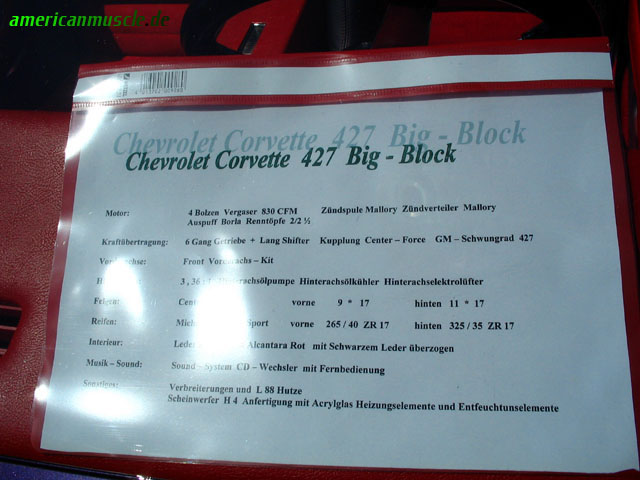 americanmuscle.de
Chevrolet Corvette 427 Big - Block
Chevrolet Corvette 427 Big - Block
Motor: 4 Bolzen Vergaser 830 CFM Zündspule Mallory Zündverteiler Mallory
Auspuff Borla Renntöpfe 2/2 ½
Kraftübertragung: 6 Gang Getriebe + Lang Shifter Kupplung Center – Force GM – Schwungrad 427
Front – Kit
3,36 : Hinterachsölkühler Hinterachselektrolüfter
Felgen: vorne 9 * 17 hinten 11 * 17
Reifen: Sport vorne 265 / 40 ZR 17 hinten 325 / 35 ZR 17
Interieur: Leder Alcantara Rot mit Schwarzem Leder überzogen
Musik – Sound: Sound – System CD – Wechsler mit Fernbedienung
Sonstiges: Verbreiterungen und L 88 Hutze
Scheinwerfer H 4 Anfertigung mit Acrylglas Heizungselemente und Entfeuchtunselemente